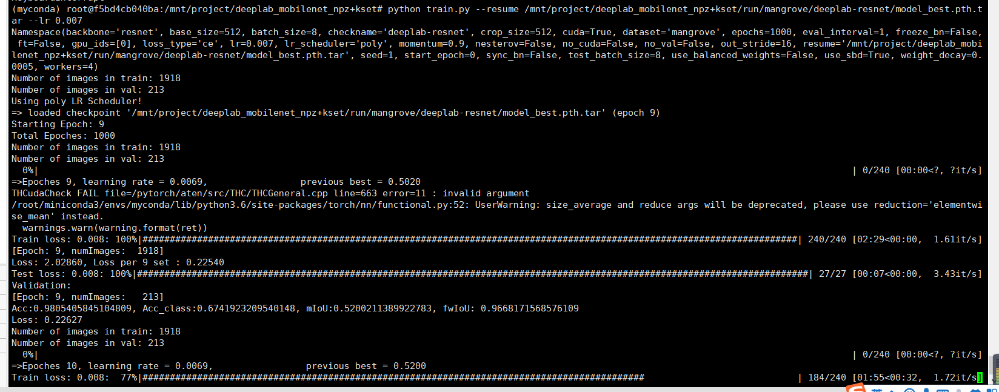 (myconda) root@f5bd4cb040ba:/mnt/project/deeplab_mobilenet_npz+kset# python train.py --resume /mnt/project/deeplab_mobilenet_npz+kset/run/mangrove/deeplab-resnet/model_best.pth.t
ar --lr 0.007
Namespace(backbone='resnet', base_size=512, batch_size=8, checkname='deeplab-resnet', crop_size=512, cuda=True, dataset='mangrove', epochs=1000, eval_interval=1, freeze_bn=False,
 ft=False, gpu_ids=[0], loss_type='ce', lr=0.007, lr_scheduler='poly', momentum=0.9, nesterov=False, no_cuda=False, no_val=False, out_stride=16, resume='/mnt/project/deeplab_mobi
lenet_npz+kset/run/mangrove/deeplab-resnet/model_best.pth.tar', seed=1, start_epoch=0, sync_bn=False, test_batch_size=8, use_balanced_weights=False, use_sbd=True, weight_decay=0.
0005, workers=4)
Number of images in train: 1918
Number of images in val: 213
Using poly LR Scheduler!
=> loaded checkpoint '/mnt/project/deeplab_mobilenet_npz+kset/run/mangrove/deeplab-resnet/model_best.pth.tar' (epoch 9)
Starting Epoch: 9
Total Epoches: 1000
Number of images in train: 1918
Number of images in val: 213
  0%| | 0/240 [00:00<?, ?it/s]
=>Epoches 9, learning rate = 0.0069, previous best = 0.5020
THCudaCheck FAIL file=/pytorch/aten/src/THC/THCGeneral.cpp line=663 error=11 : invalid argument
/root/miniconda3/envs/myconda/lib/python3.6/site-packages/torch/nn/functional.py:52: UserWarning: size_average and reduce args will be deprecated, please use reduction='elementwi
se_mean' instead.
  warnings.warn(warning.format(ret))
Train loss: 0.008: 100%|########################################################################################################################| 240/240 [02:29<00:00,  1.61it/s]
[Epoch: 9, numImages:  1918]
Loss: 2.02860, Loss per 9 set : 0.22540
Test loss: 0.008: 100%|###########################################################################################################################| 27/27 [00:07<00:00,  3.43it/s]
Validation:
[Epoch: 9, numImages:   213]
Acc:0.9805405845104809, Acc_class:0.6741923209540148, mIoU:0.5200211389922783, fwIoU: 0.9668171568576109
Loss: 0.22627
Number of images in train: 1918
Number of images in val: 213
  0%| | 0/240 [00:00<?, ?it/s]
=>Epoches 10, learning rate = 0.0069, previous best = 0.5200
Train loss: 0.008:  77%|############################################################################################ | 184/240 [01:55<00:32,  1.72it/s]